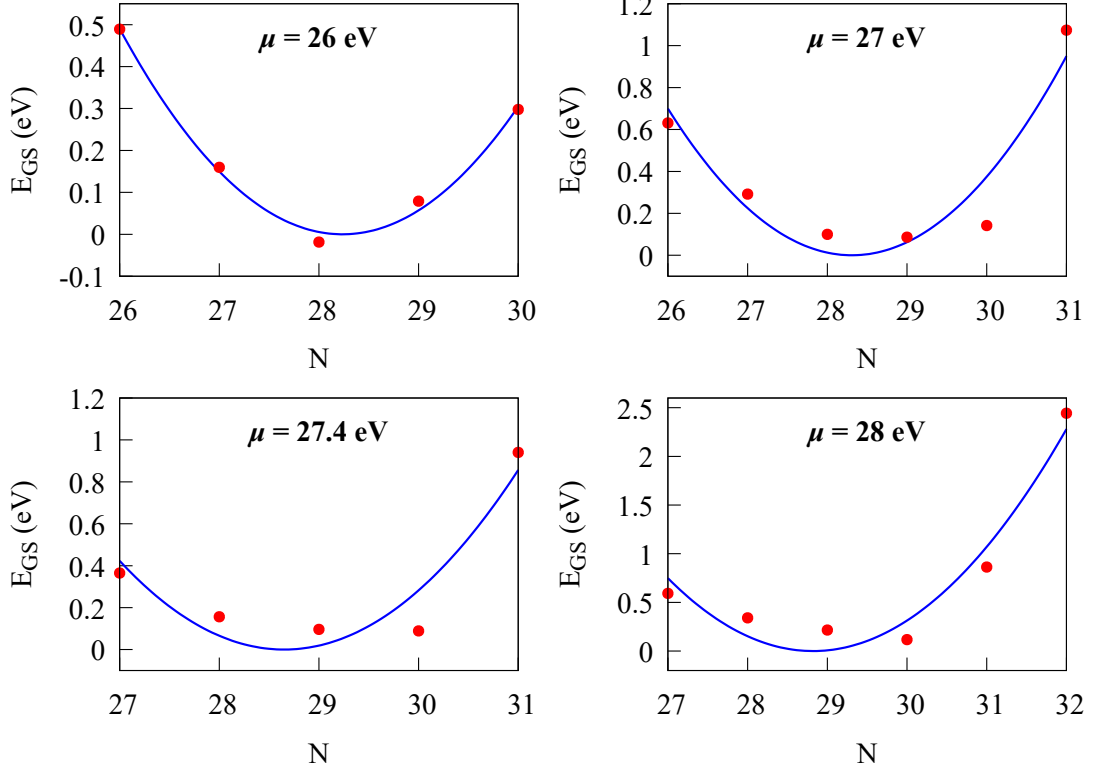 μ = 26 eV
E_GS (eV)
0.5
0.4
0.3
0.2
0.1
0
-0.1
26 27 28 29 30
N
μ = 27 eV
E_GS (eV)
1.2
1
0.8
0.6
0.4
0.2
0
26 27 28 29 30 31
N
μ = 27.4 eV
E_GS (eV)
1.2
1
0.8
0.6
0.4
0.2
0
27 28 29 30 31
N
μ = 28 eV
E_GS (eV)
2.5
2
1.5
1
0.5
0
27 28 29 30 31 32
N